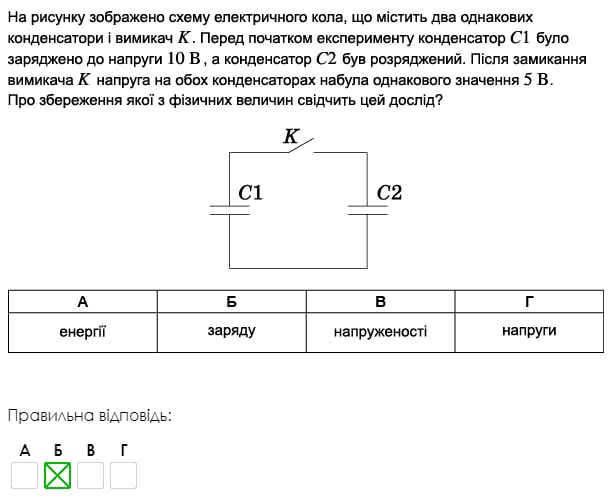 На рисунку зображено схему електричного кола, що містить два однакових
конденсатори і вимикач K. Перед початком експерименту конденсатор C1 було
заряджено до напруги 10 В, а конденсатор C2 був розряджений. Після замикання
вимикача K напруга на обох конденсаторах набула однакового значення 5 В.
Про збереження якої з фізичних величин свідчить цей дослід?
K
C1 C2
А Б В Г
енергії заряду напруженості напруги
Правильна відповідь:
А Б В Г